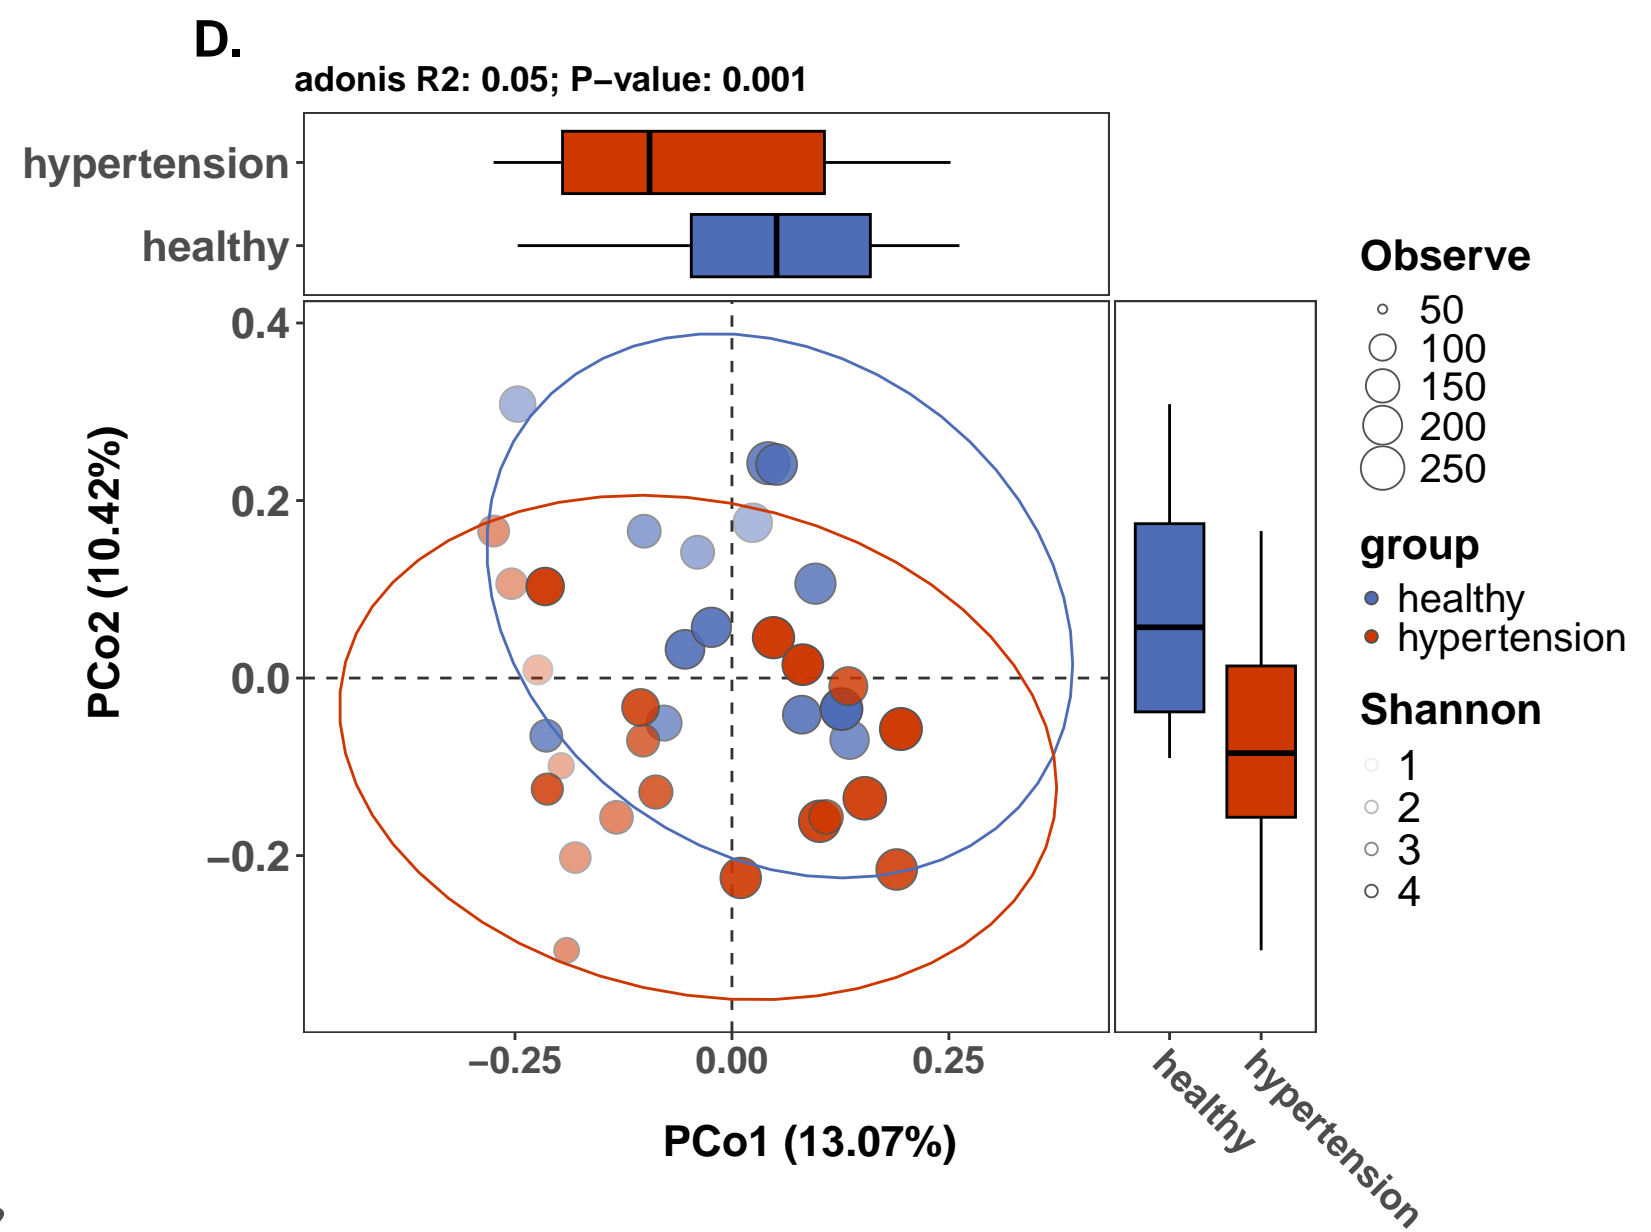 D.
adonis R2: 0.05; P−value: 0.001
hypertension
healthy
0.4
0.2
0.0
−0.2
PCo2 (10.42%)
−0.25
0.00
0.25
PCo1 (13.07%)
healthy
hypertension
Observe
50
100
150
200
250
group
healthy
hypertension
Shannon
1
2
3
4